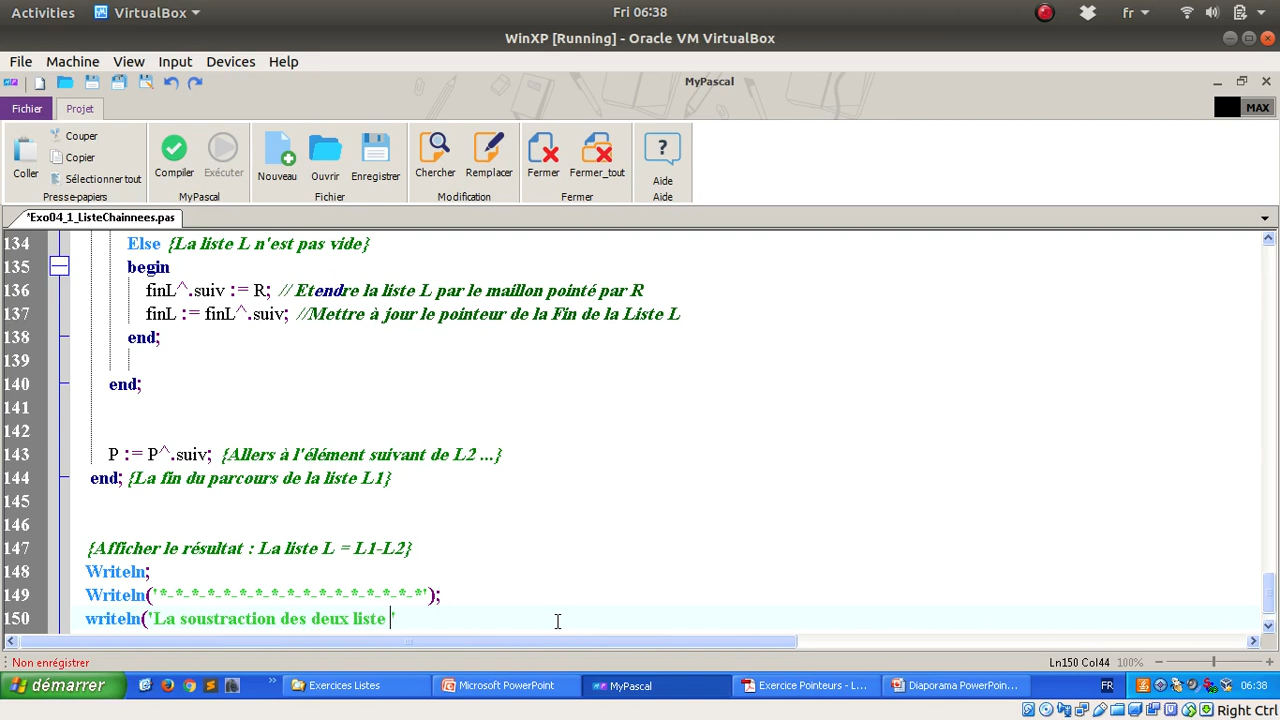 Activities VirtualBox Fri 06:38 fr
WinXP [Running] - Oracle VM VirtualBox
File Machine View Input Devices Help
MyPascal
Fichier Projet MAX
Coller
Couper
Copier
Sélectionner tout
Presse-papiers
Compiler Exécuter
MyPascal
Nouveau Ouvrir Enregistrer
Fichier
Chercher Remplacer
Modification
Fermer Fermer_tout
Fermer
? Aide
Aide
*Exo04_1_ListeChainnees.pas
134 Else {La liste L n'est pas vide}
135 begin
136 finL^.suiv := R; // Etendre la liste L par le maillon pointé par R
137 finL := finL^.suiv; //Mettre à jour le pointeur de la Fin de la Liste L
138 end;
139
140 end;
141
142
143 P := P^.suiv; {Allers à l'élément suivant de L2 ...}
144 end; {La fin du parcours de la liste L1}
145
146
147 {Afficher le résultat : La liste L = L1-L2}
148 Writeln;
149 Writeln('*-*-*-*-*-*-*-*-*-*-*-*-*-*-*-*-*');
150 writeln('La soustraction des deux liste '
Non enregistrer Ln150 Col44 100%
démarrer Exercices Listes Microsoft PowerPoint MyPascal Exercice Pointeurs - L... Diaporama PowerPoin... FR 06:38
Right Ctrl